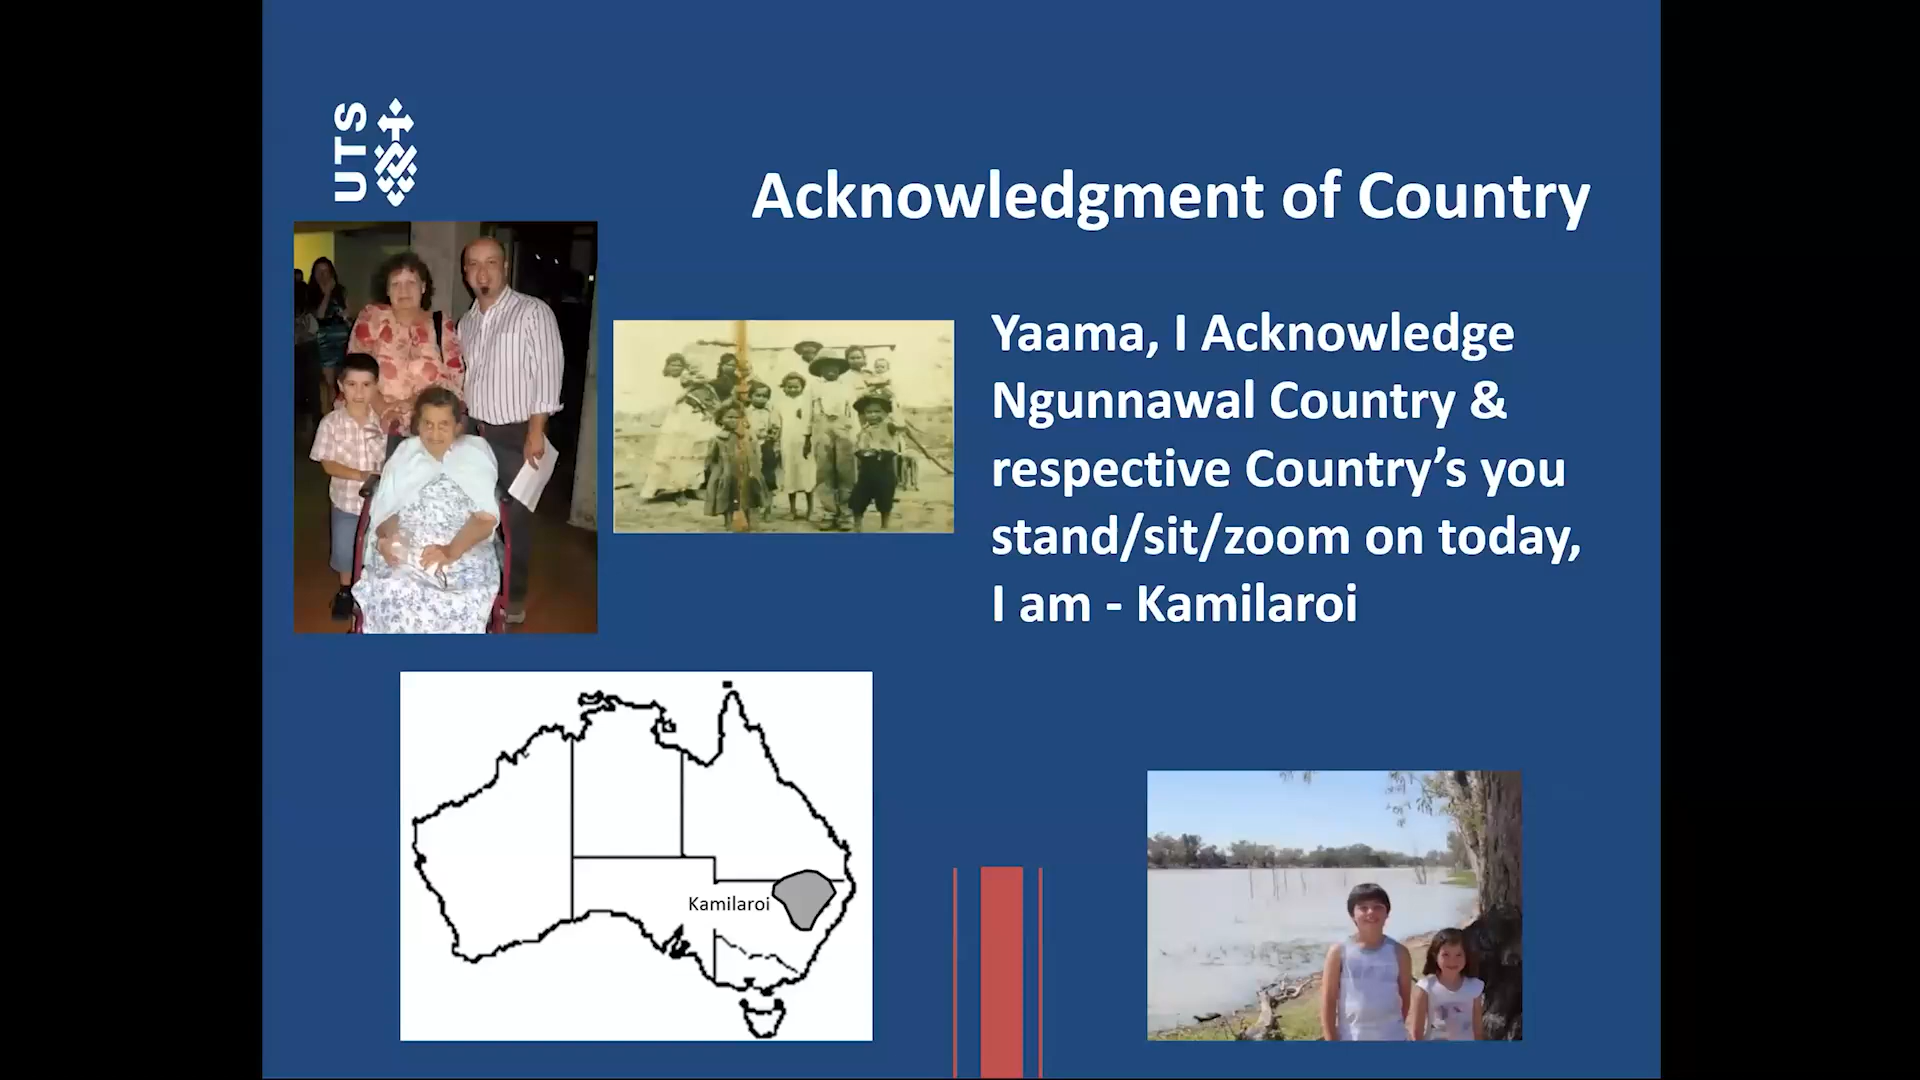 UTS
Acknowledgment of Country
Yaama, I Acknowledge
Ngunnawal Country &
respective Country’s you
stand/sit/zoom on today,
I am - Kamilaroi
Kamilaroi